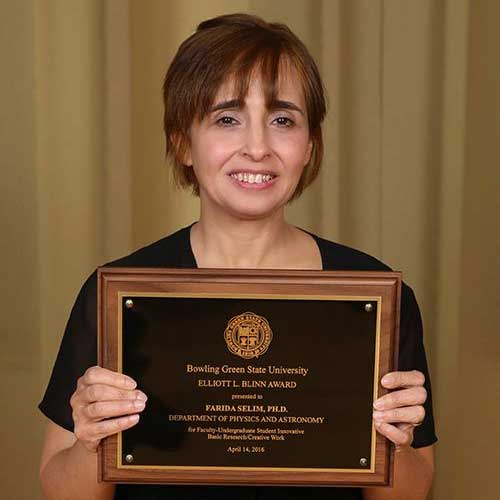 Bowling Green State University
ELLIOTT L. BLINN AWARD
presented to
FARIDA SELIM, PH.D.
DEPARTMENT OF PHYSICS AND ASTRONOMY
for Faculty-Undergraduate Student Innovative
Basic Research/Creative Work
April 14, 2016